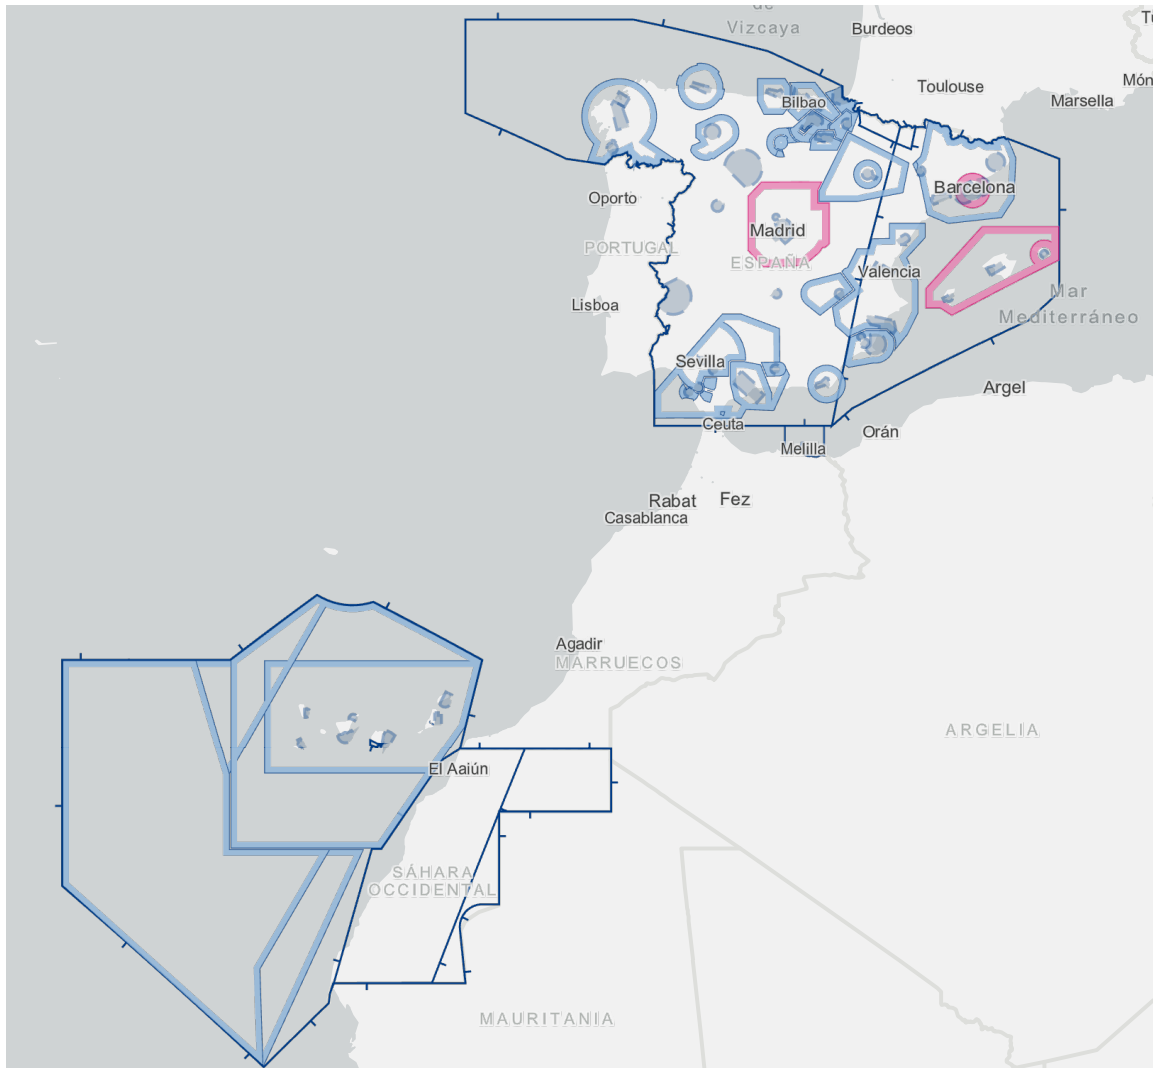 de
Vizcaya
Burdeos
Toulouse
Marsella
Bilbao
Oporto
PORTUGAL
Madrid
ESPAÑA
Barcelona
Valencia
Lisboa
Mar
Mediterráneo
Sevilla
Ceuta
Melilla
Argel
Orán
Rabat
Fez
Casablanca
Agadir
MARRUECOS
ARGELIA
El Aaiún
SÁHARA
OCCIDENTAL
MAURITANIA